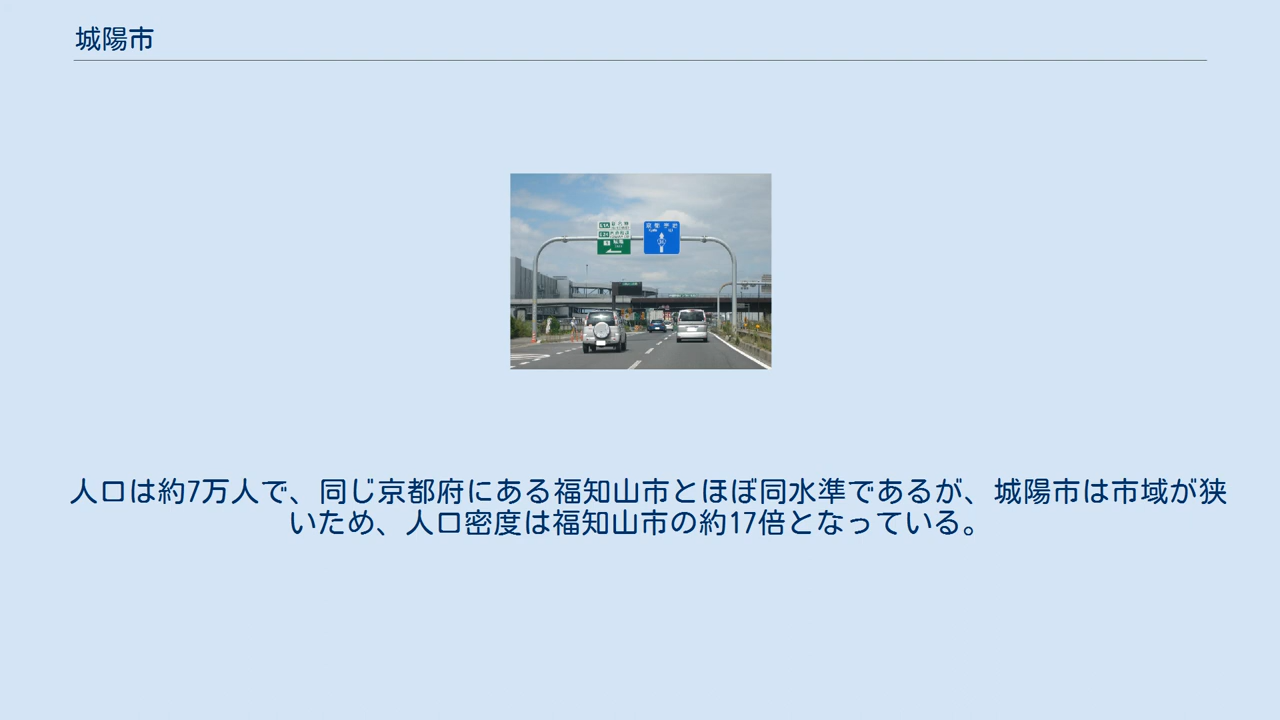 城陽市
人口は約7万人で、同じ京都府にある福知山市とほぼ同水準であるが、城陽市は市域が狭
いため、人口密度は福知山市の約17倍となっている。